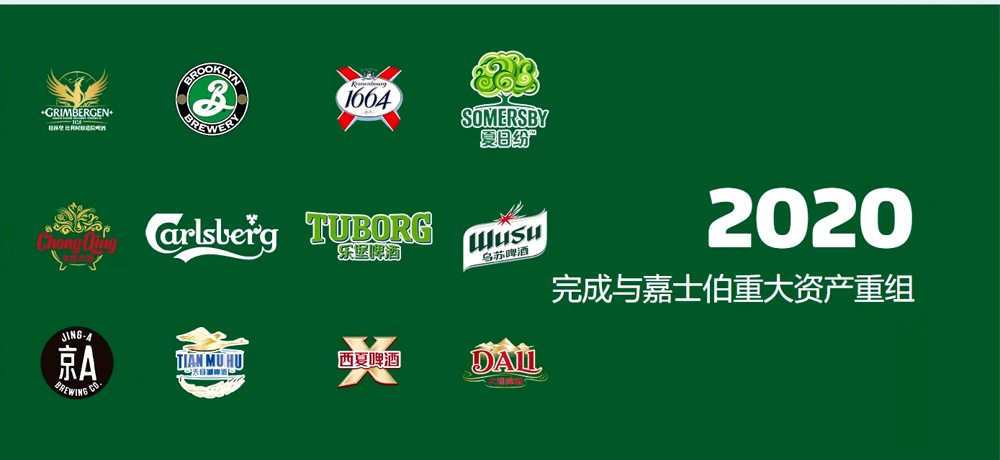 GRIMBERGEN
1128
格林堡 比利时修道院啤酒
BROOKLYN
B
BREWERY
Kronenbourg
1664
SOMERSBY
夏日纷™
ChongQing
重庆啤酒
Carlsberg
TUBORG
乐堡啤酒
WUSU
乌苏啤酒
2020
完成与嘉士伯重大资产重组
JING-A
京A
BREWING CO.
TIAN MU HU
天目湖啤酒
X
西夏啤酒
DALI
大理啤酒